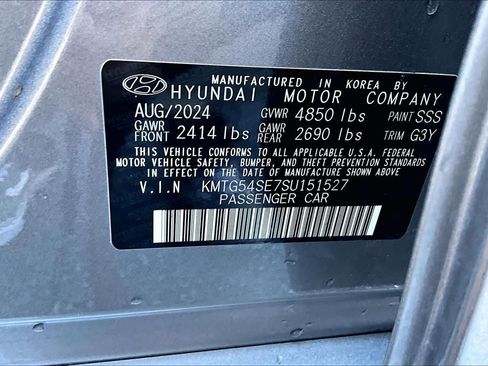 MANUFACTURED IN KOREA BY
HYUNDAI MOTOR COMPANY
AUG/2024 GVWR 4850 lbs PAINT SSS
GAWR FRONT 2414 lbs GAWR REAR 2690 lbs TRIM G3Y
THIS VEHICLE CONFORMS TO ALL APPLICABLE U.S.A. FEDERAL
MOTOR VEHICLE SAFETY, BUMPER, AND THEFT PREVENTION STANDARDS
IN EFFECT ON THE DATE OF MANUFACTURE SHOWN ABOVE.
V.I.N KMTG54SE7SU151527
PASSENGER CAR